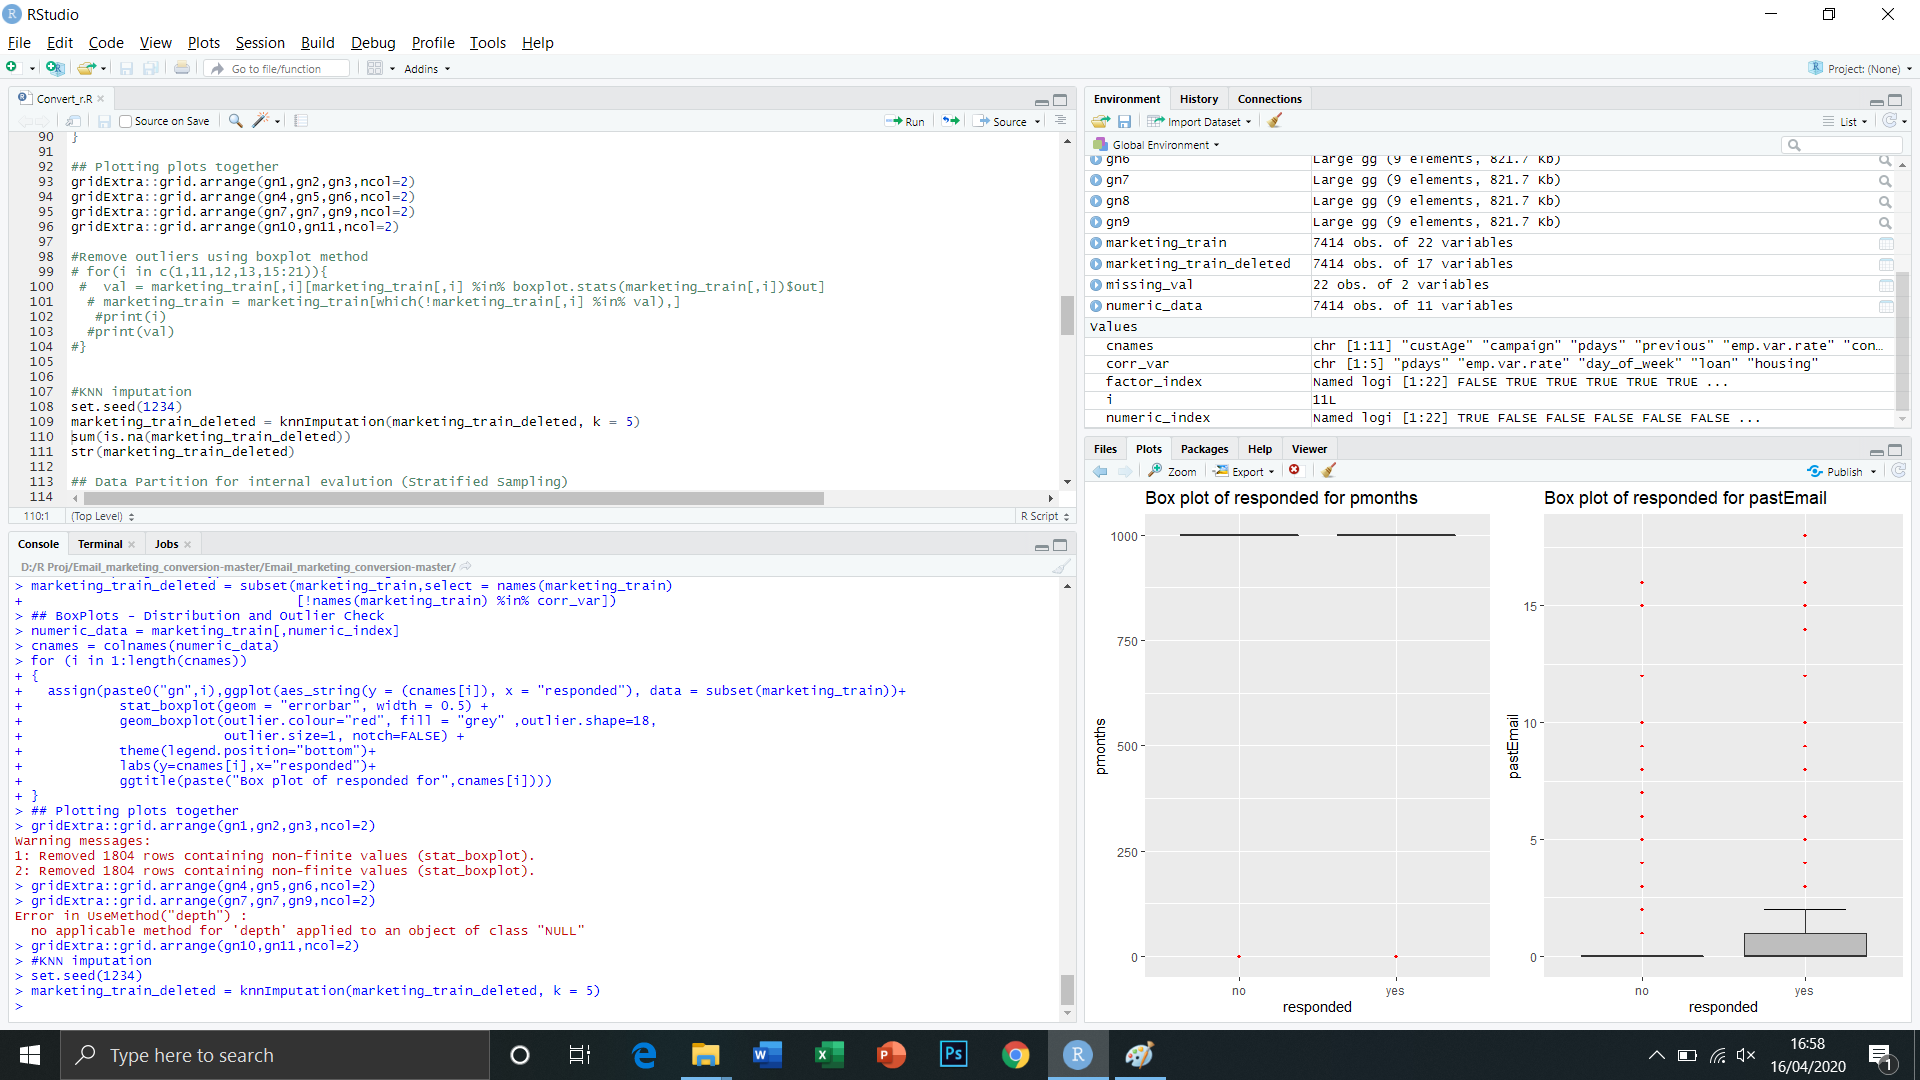 RStudio
File Edit Code View Plots Session Build Debug Profile Tools Help
Go to file/function Addins Project: (None)
Convert_r.R
Source on Save Run Source
90 }
91
92 ## Plotting plots together
93 gridExtra::grid.arrange(gn1,gn2,gn3,ncol=2)
94 gridExtra::grid.arrange(gn4,gn5,gn6,ncol=2)
95 gridExtra::grid.arrange(gn7,gn7,gn9,ncol=2)
96 gridExtra::grid.arrange(gn10,gn11,ncol=2)
97
98 #Remove outliers using boxplot method
99 # for(i in c(1,11,12,13,15:21)){
100 #  val = marketing_train[,i][marketing_train[,i] %in% boxplot.stats(marketing_train[,i])$out]
101 # marketing_train = marketing_train[which(!marketing_train[,i] %in% val),]
102 #print(i)
103 #print(val)
104 #}
105
106
107 #KNN imputation
108 set.seed(1234)
109 marketing_train_deleted = knnImputation(marketing_train_deleted, k = 5)
110 sum(is.na(marketing_train_deleted))
111 str(marketing_train_deleted)
112
113 ## Data Partition for internal evalution (Stratified Sampling)
114
110:1 (Top Level) R Script
Console Terminal Jobs
D:/R Proj/Email_marketing_conversion-master/Email_marketing_conversion-master/
> marketing_train_deleted = subset(marketing_train,select = names(marketing_train)
+ [!names(marketing_train) %in% corr_var])
> ## BoxPlots - Distribution and Outlier Check
> numeric_data = marketing_train[,numeric_index]
> cnames = colnames(numeric_data)
> for (i in 1:length(cnames))
+ {
+ assign(paste0("gn",i),ggplot(aes_string(y = (cnames[i]), x = "responded"), data = subset(marketing_train))+
+ stat_boxplot(geom = "errorbar", width = 0.5) +
+ geom_boxplot(outlier.colour="red", fill = "grey" ,outlier.shape=18,
+ outlier.size=1, notch=FALSE) +
+ theme(legend.position="bottom")+
+ labs(y=cnames[i],x="responded")+
+ ggtitle(paste("Box plot of responded for",cnames[i])))
+ }
> ## Plotting plots together
> gridExtra::grid.arrange(gn1,gn2,gn3,ncol=2)
Warning messages:
1: Removed 1804 rows containing non-finite values (stat_boxplot).
2: Removed 1804 rows containing non-finite values (stat_boxplot).
> gridExtra::grid.arrange(gn4,gn5,gn6,ncol=2)
> gridExtra::grid.arrange(gn7,gn7,gn9,ncol=2)
Error in UseMethod("depth") :
no applicable method for 'depth' applied to an object of class "NULL"
> gridExtra::grid.arrange(gn10,gn11,ncol=2)
> #KNN imputation
> set.seed(1234)
> marketing_train_deleted = knnImputation(marketing_train_deleted, k = 5)
>
Environment History Connections
Import Dataset List
Global Environment
gn6 Large gg (9 elements, 821.7 Kb)
gn7 Large gg (9 elements, 821.7 Kb)
gn8 Large gg (9 elements, 821.7 Kb)
gn9 Large gg (9 elements, 821.7 Kb)
marketing_train 7414 obs. of 22 variables
marketing_train_deleted 7414 obs. of 17 variables
missing_val 22 obs. of 2 variables
numeric_data 7414 obs. of 11 variables
Values
cnames chr [1:11] "custAge" "campaign" "pdays" "previous" "emp.var.rate" "con…
corr_var chr [1:5] "pdays" "emp.var.rate" "day_of_week" "loan" "housing"
factor_index Named logi [1:22] FALSE TRUE TRUE TRUE TRUE TRUE ...
i 11L
numeric_index Named logi [1:22] TRUE FALSE FALSE FALSE FALSE FALSE ...
Files Plots Packages Help Viewer
Zoom Export Publish
Box plot of responded for pmonths
1000
750
500
250
0
pmonths
no yes
responded
Box plot of responded for pastEmail
15
10
5
0
pastEmail
no yes
responded
Type here to search
16:58
16/04/2020
1